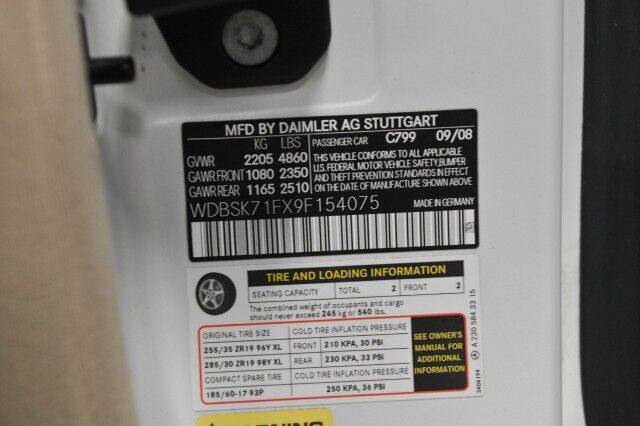 MFD BY DAIMLER AG STUTTGART
KG LBS PASSENGER CAR C799 09/08
GVWR 2205 4860
GAWR FRONT 1080 2350
GAWR REAR 1165 2510
THIS VEHICLE CONFORMS TO ALL APPLICABLE
U.S. FEDERAL MOTOR VEHICLE SAFETY, BUMPER
AND THEFT PREVENTION STANDARDS IN EFFECT
ON THE DATE OF MANUFACTURE SHOWN ABOVE
WDBSK71FX9F154075 MADE IN GERMANY
TIRE AND LOADING INFORMATION
SEATING CAPACITY TOTAL 2 FRONT 2
The combined weight of occupants and cargo
should never exceed 245 kg or 540 lbs.
ORIGINAL TIRE SIZE COLD TIRE INFLATION PRESSURE
255/35 ZR19 96Y XL FRONT 210 KPA, 30 PSI
285/30 ZR19 98Y XL REAR 230 KPA, 33 PSI
COMPACT SPARE TIRE COLD TIRE INFLATION PRESSURE
185/60-17 93P 250 KPA, 36 PSI
SEE OWNER'S
MANUAL FOR
ADDITIONAL
INFORMATION
A 230 584 33 15
3404199
WARNING